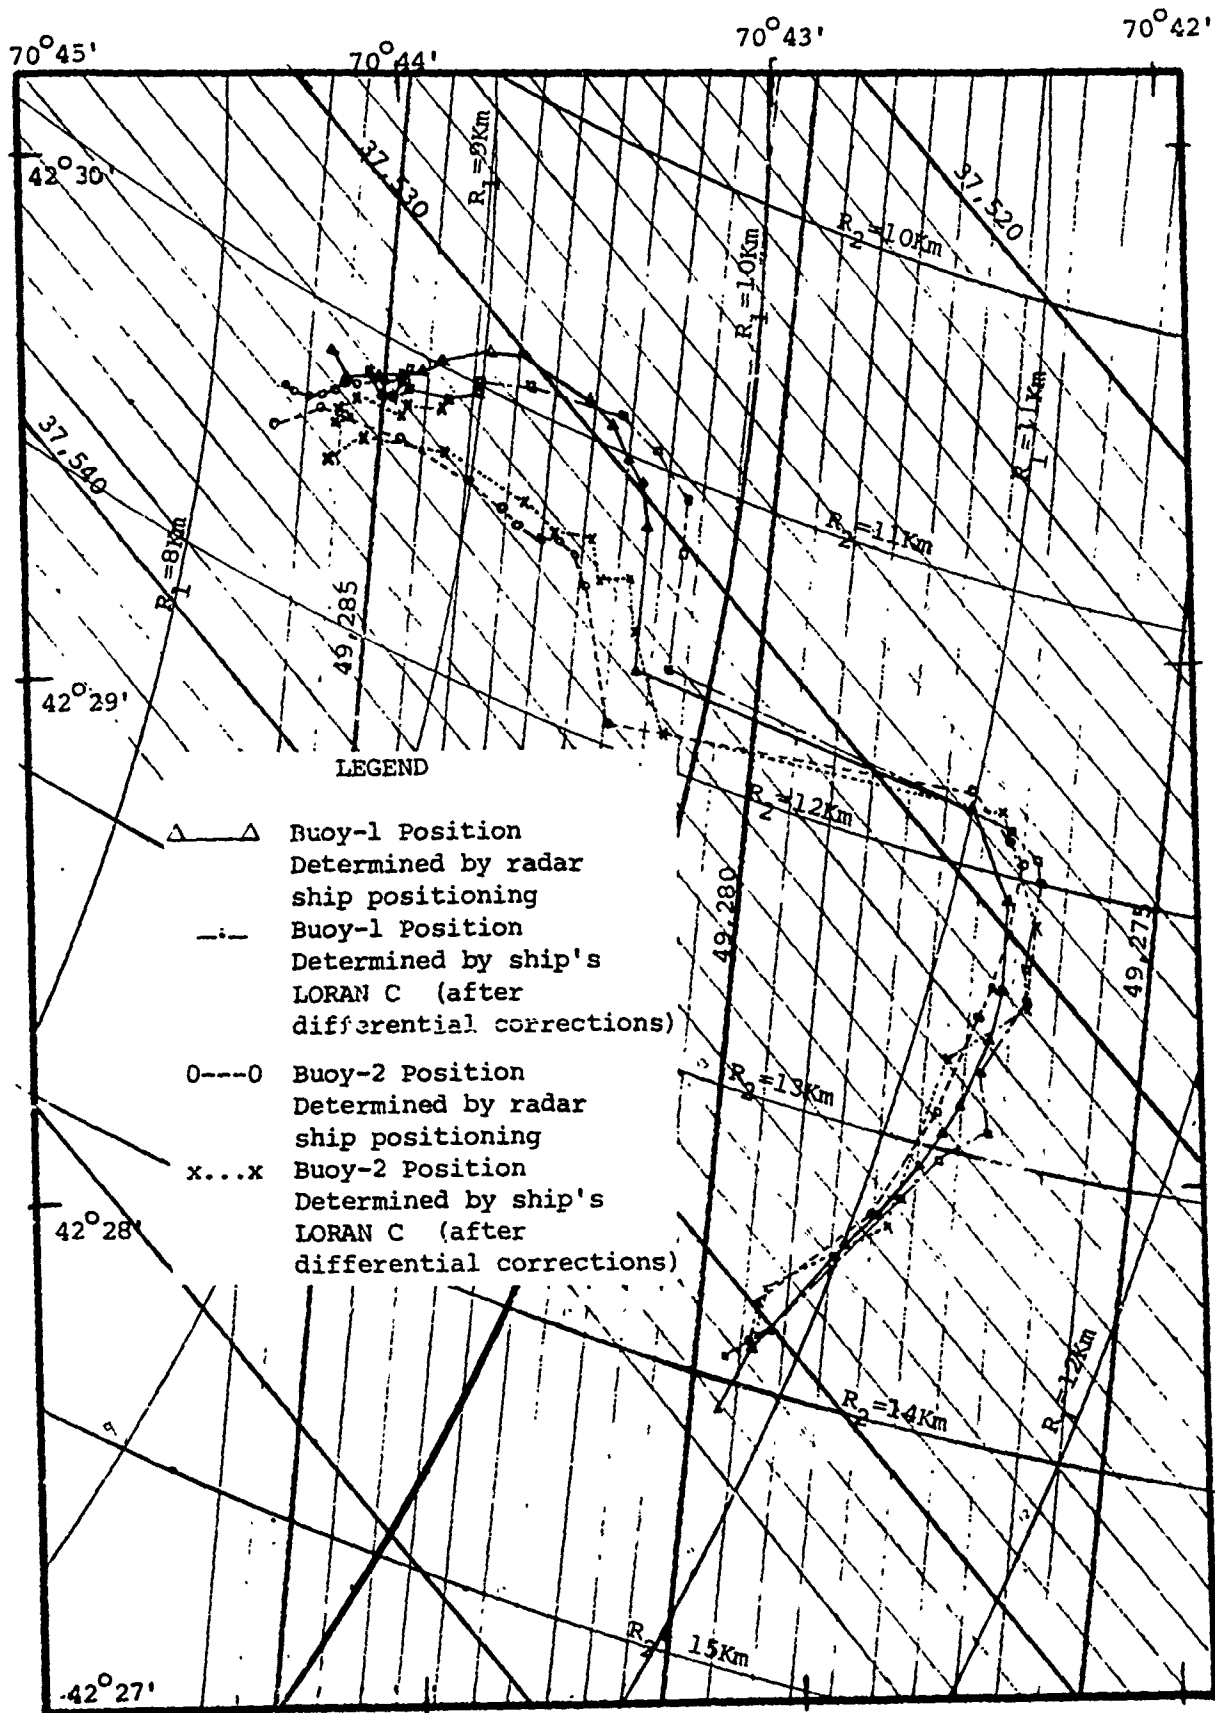 70°45'
70°44'
70°43'
70°42'
42°30'
37,530
R1=9Km
37,520
R2=10Km
R1=10Km
R1=11Km
37,540
R1=8Km
R2=11Km
49,285
42°29'
LEGEND
R2=12Km
Δ——Δ Buoy-1 Position
Determined by radar
ship positioning
Buoy-1 Position
Determined by ship's
LORAN C (after
differential corrections)
49,280
49,275
O---O Buoy-2 Position
Determined by radar
ship positioning
R2=13Km
x...x Buoy-2 Position
Determined by ship's
LORAN C (after
differential corrections)
42°28'
R1=12Km
R2=14Km
R2 15Km
42°27'